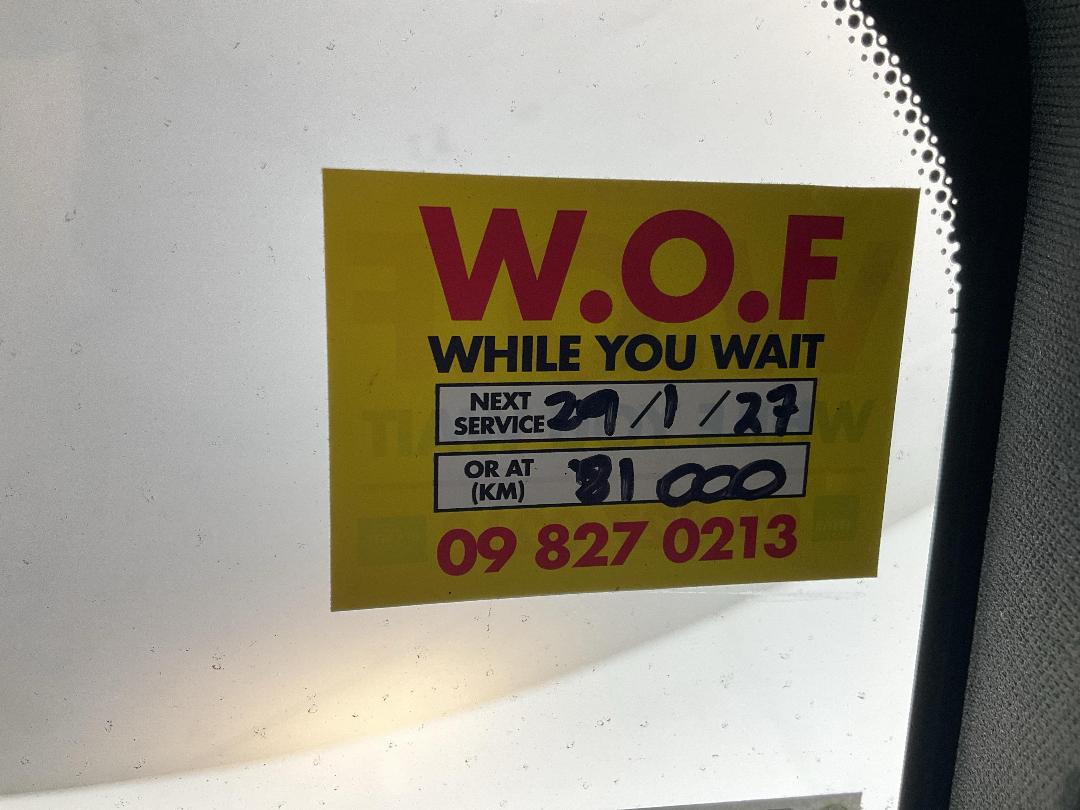 W.O.F
WHILE YOU WAIT
NEXT SERVICE 29/1/27
OR AT (KM) 81 000
09 827 0213